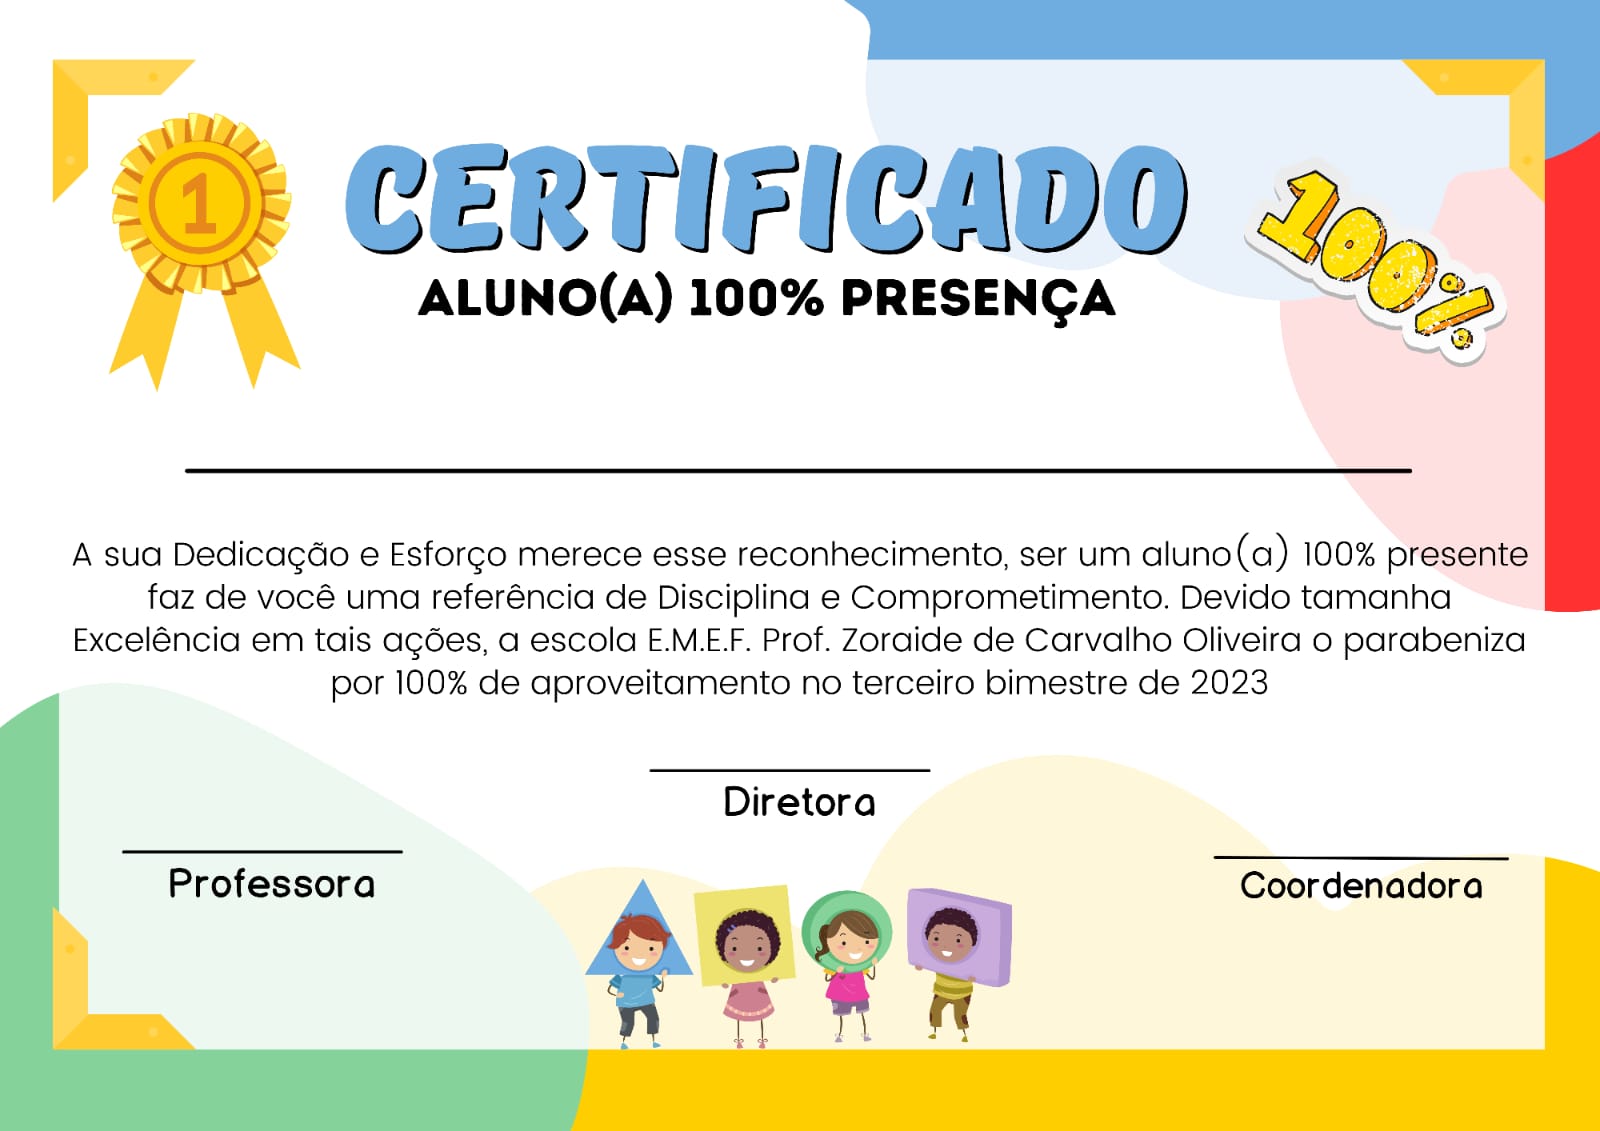 CERTIFICADO
100%
1
ALUNO(A) 100% PRESENÇA
A sua Dedicação e Esforço merece esse reconhecimento, ser um aluno(a) 100% presente
faz de você uma referência de Disciplina e Comprometimento. Devido tamanha
Excelência em tais ações, a escola E.M.E.F. Prof. Zoraide de Carvalho Oliveira o parabeniza
por 100% de aproveitamento no terceiro bimestre de 2023
Diretora
Professora
Coordenadora